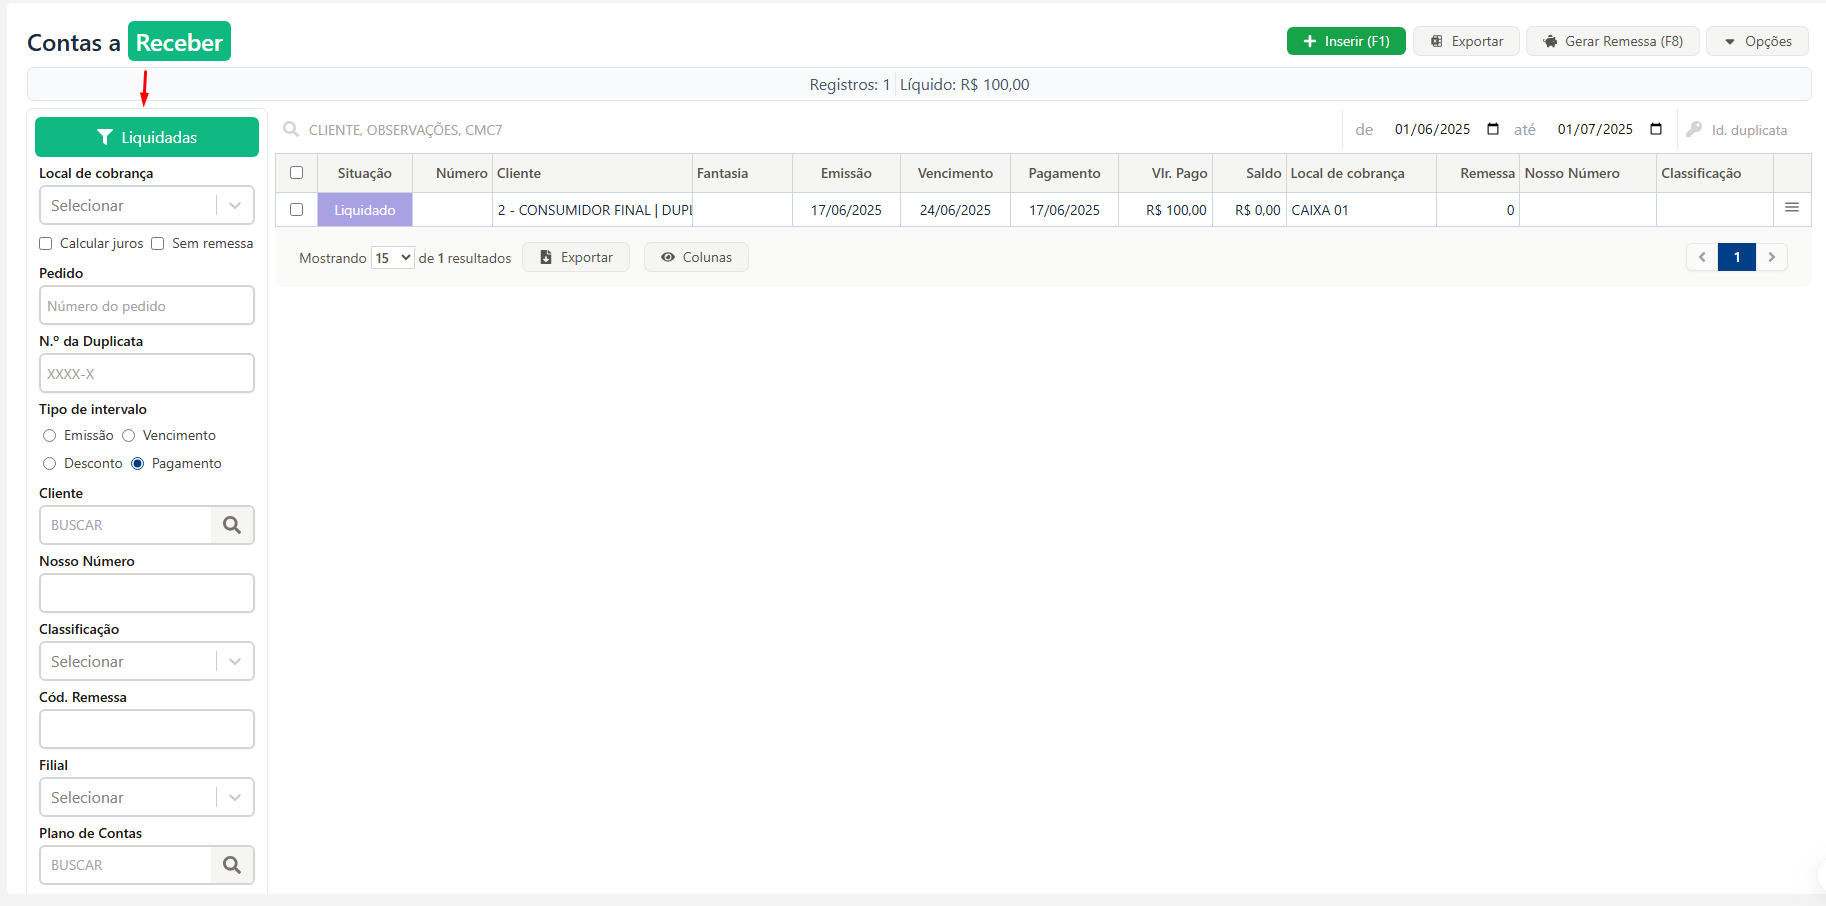 Contas a Receber
Inserir (F1) Exportar Gerar Remessa (F8) Opções
Registros: 1 Líquido: R$ 100,00
Liquidadas
Local de cobrança
Selecionar
Calcular juros Sem remessa
Pedido
Número do pedido
N.º da Duplicata
XXXX-X
Tipo de intervalo
Emissão Vencimento
Desconto Pagamento
Cliente
BUSCAR
Nosso Número
Classificação
Selecionar
Cód. Remessa
Filial
Selecionar
Plano de Contas
BUSCAR
CLIENTE, OBSERVAÇÕES, CMC7 de 01/06/2025 até 01/07/2025 Id. duplicata
Situação Número Cliente Fantasia Emissão Vencimento Pagamento Vlr. Pago Saldo Local de cobrança Remessa Nosso Número Classificação
Liquidado 2 - CONSUMIDOR FINAL | DUPL 17/06/2025 24/06/2025 17/06/2025 R$ 100,00 R$ 0,00 CAIXA 01 0
Mostrando 15 de 1 resultados Exportar Colunas 1